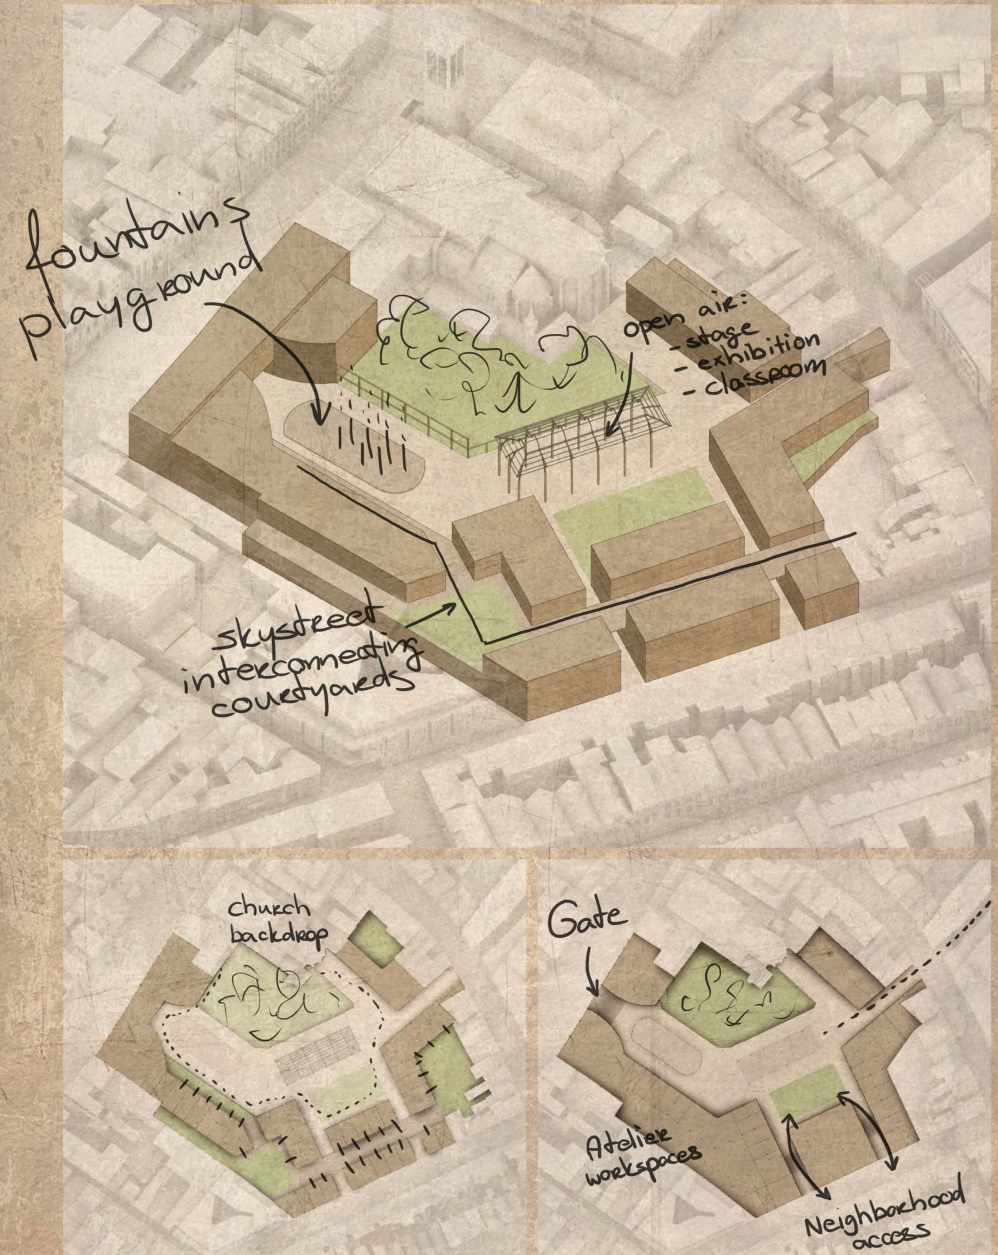 fountains
playground
open air:
- stage
- exhibition
- classroom
skystreet
interconnecting
courtyards
church
backdrop
Gate
Atelier
workspaces
Neighborhood
access